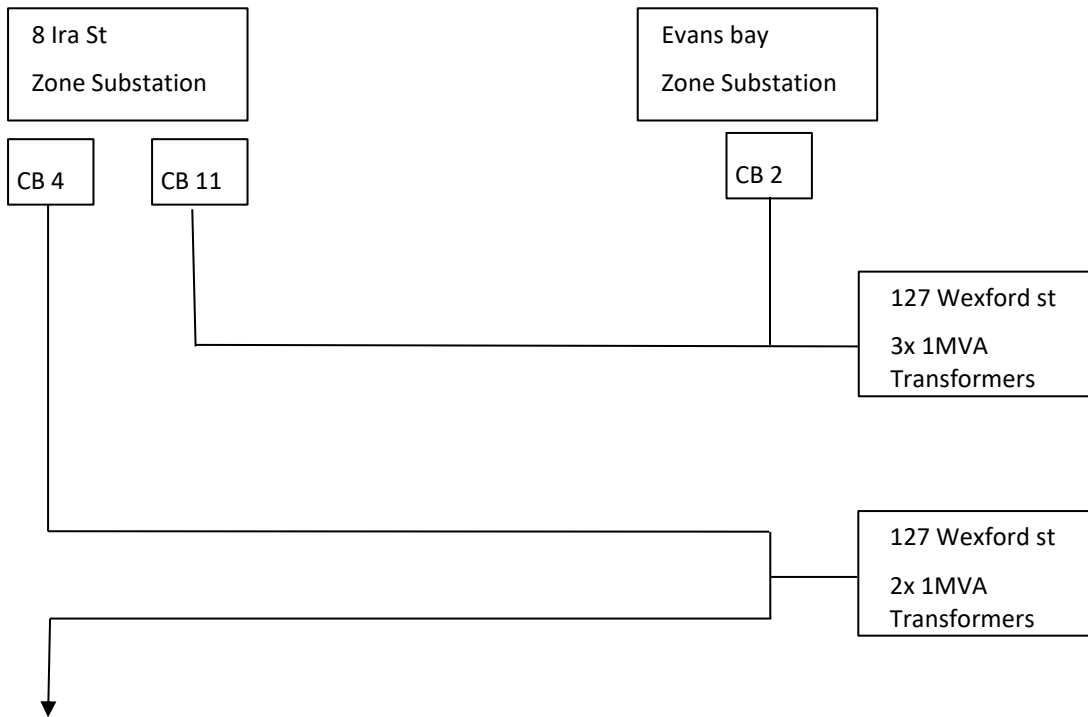 8 Ira St
Zone Substation
Evans bay
Zone Substation
CB 4
CB 11
CB 2
127 Wexford st
3x 1MVA
Transformers
127 Wexford st
2x 1MVA
Transformers